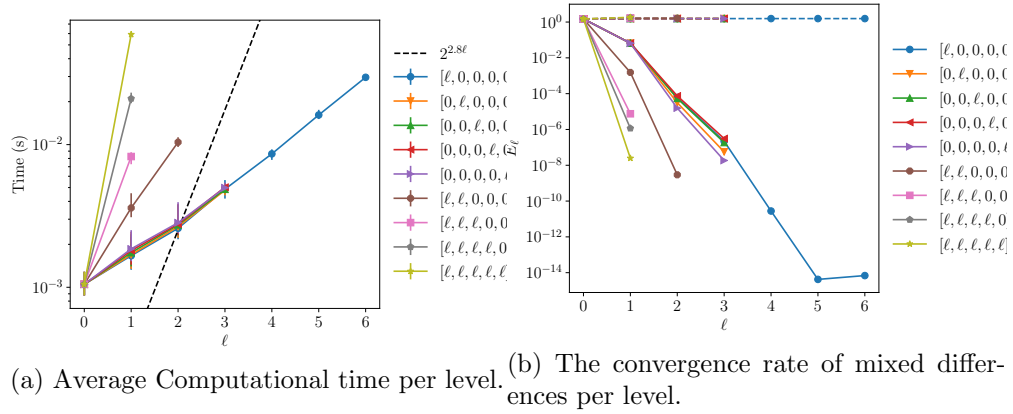 10⁻²
10⁻³
Time (s)
0 1 2 3 4 5 6
ℓ
2^{2.8ℓ}
[ℓ, 0, 0, 0, 0
[0, ℓ, 0, 0, 0
[0, 0, ℓ, 0, 0
[0, 0, 0, ℓ, 0
[0, 0, 0, 0, ℓ
[ℓ, ℓ, 0, 0, 0
[ℓ, ℓ, ℓ, 0, 0
[ℓ, ℓ, ℓ, ℓ, 0
[ℓ, ℓ, ℓ, ℓ, ℓ]
(a) Average Computational time per level.
10⁰
10⁻²
10⁻⁴
10⁻⁶
10⁻⁸
10⁻¹⁰
10⁻¹²
10⁻¹⁴
E_ℓ
0 1 2 3 4 5 6
ℓ
[ℓ, 0, 0, 0, 0
[0, ℓ, 0, 0, 0
[0, 0, ℓ, 0, 0
[0, 0, 0, ℓ, 0
[0, 0, 0, 0, ℓ
[ℓ, ℓ, 0, 0, 0
[ℓ, ℓ, ℓ, 0, 0
[ℓ, ℓ, ℓ, ℓ, 0
[ℓ, ℓ, ℓ, ℓ, ℓ]
(b) The convergence rate of mixed differ-
ences per level.